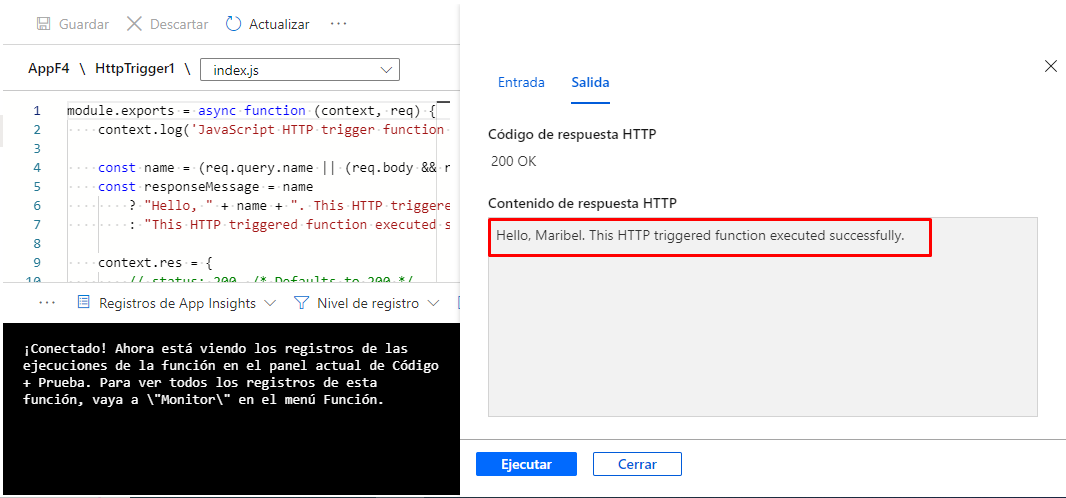 Guardar Descartar Actualizar ...
AppF4 \ HttpTrigger1 \ index.js
1 module.exports = async function (context, req) {
2 context.log('JavaScript HTTP trigger function
3
4 const name = (req.query.name || (req.body && r
5 const responseMessage = name
6 ? "Hello, " + name + ". This HTTP triggere
7 : "This HTTP triggered function executed s
8
9 context.res = {
10 // status: 200, /* Defaults to 200 */
... Registros de App Insights Nivel de registro
¡Conectado! Ahora está viendo los registros de las
ejecuciones de la función en el panel actual de Código
+ Prueba. Para ver todos los registros de esta
función, vaya a \"Monitor\" en el menú Función.
Entrada Salida
Código de respuesta HTTP
200 OK
Contenido de respuesta HTTP
Hello, Maribel. This HTTP triggered function executed successfully.
Ejecutar Cerrar